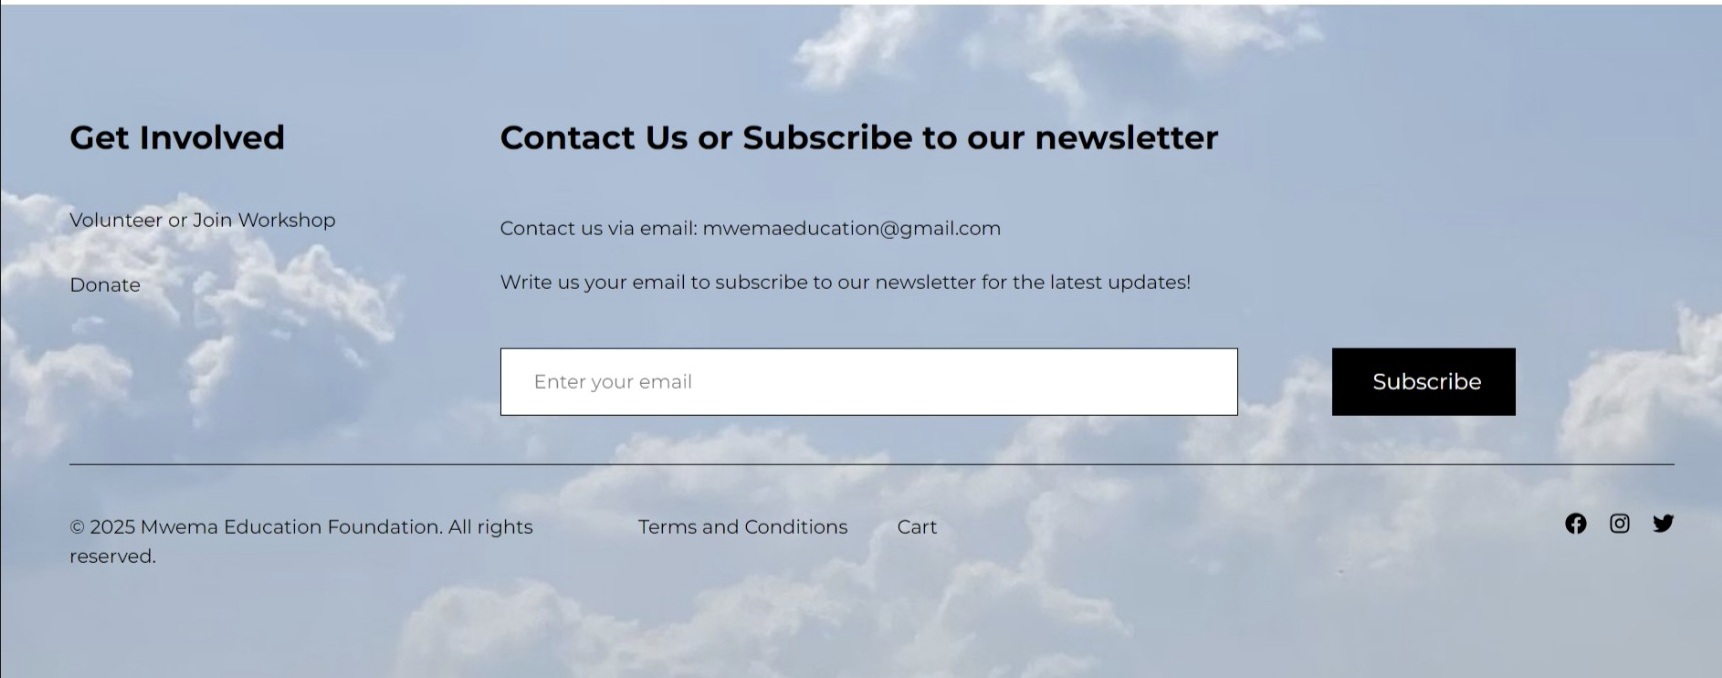 Get Involved
Volunteer or Join Workshop
Donate
Contact Us or Subscribe to our newsletter
Contact us via email: mwemaeducation@gmail.com
Write us your email to subscribe to our newsletter for the latest updates!
Enter your email
Subscribe
© 2025 Mwema Education Foundation. All rights
reserved.
Terms and Conditions
Cart